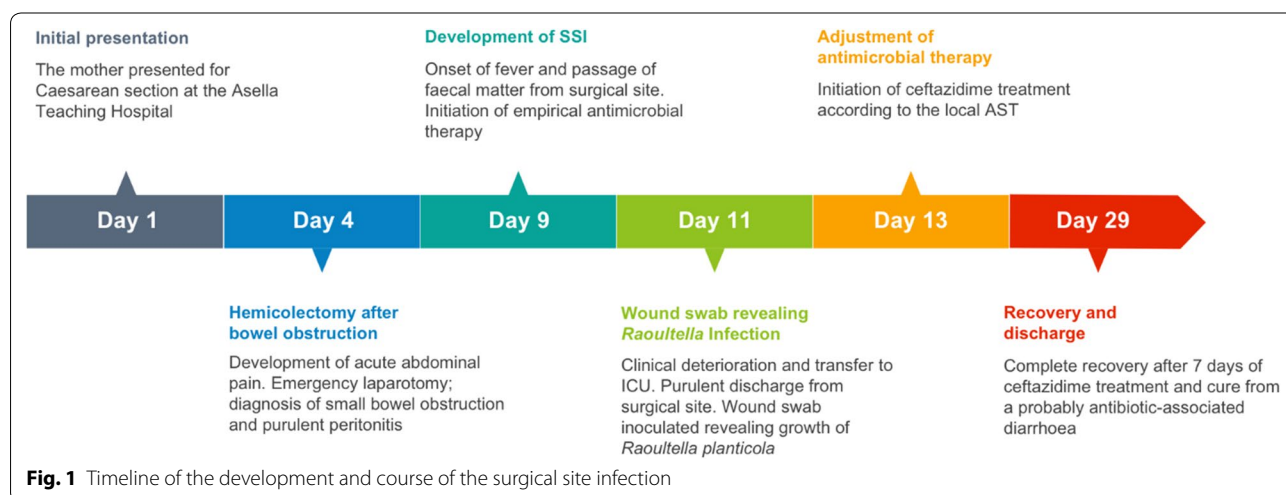 Initial presentation
The mother presented for
Caesarean section at the Asella
Teaching Hospital
Development of SSI
Onset of fever and passage of
faecal matter from surgical site.
Initiation of empirical antimicrobial
therapy
Adjustment of
antimicrobial therapy
Initiation of ceftazidime treatment
according to the local AST
Day 1
Day 4
Day 9
Day 11
Day 13
Day 29
Hemicolectomy after
bowel obstruction
Development of acute abdominal
pain. Emergency laparotomy;
diagnosis of small bowel obstruction
and purulent peritonitis
Wound swab revealing
Raoultella Infection
Clinical deterioration and transfer to
ICU. Purulent discharge from
surgical site. Wound swab
inoculated revealing growth of
Raoultella planticola
Recovery and
discharge
Complete recovery after 7 days of
ceftazidime treatment and cure from
a probably antibiotic-associated
diarrhoea
Fig. 1 Timeline of the development and course of the surgical site infection